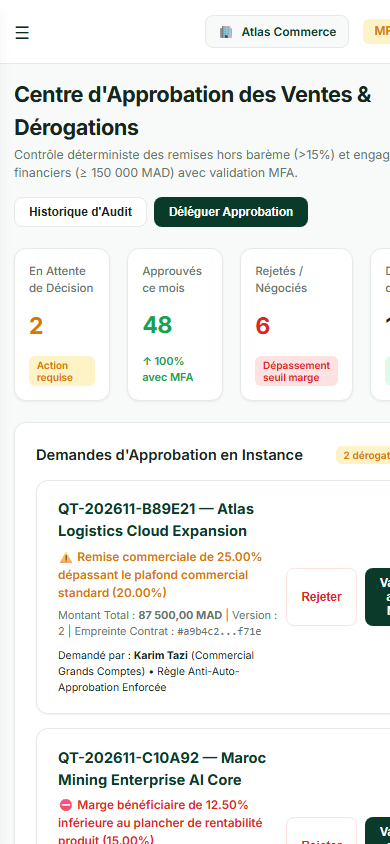 ☰ Atlas Commerce
Centre d'Approbation des Ventes &
Dérogations
Contrôle déterministe des remises hors barème (>15%) et
financiers (≥ 150 000 MAD) avec validation MFA.
Historique d'Audit Déléguer Approbation
En Attente
de Décision
2
Action
requise
Approuvés
ce mois
48
↑ 100%
avec MFA
Rejetés /
Négociés
6
Dépassement
seuil marge
Demandes d'Approbation en Instance
QT-202611-B89E21 — Atlas
Logistics Cloud Expansion
⚠️ Remise commerciale de 25.00%
dépassant le plafond commercial
standard (20.00%)
Montant Total : 87 500,00 MAD | Version :
2 | Empreinte Contrat : #a9b4c2...f71e
Demandé par : Karim Tazi (Commercial
Grands Comptes) • Règle Anti-Auto-
Approbation Enforcée
Rejeter
QT-202611-C10A92 — Maroc
Mining Enterprise AI Core
⛔ Marge bénéficiaire de 12.50%
inférieure au plancher de rentabilité
produit (15.00%)
Rejeter